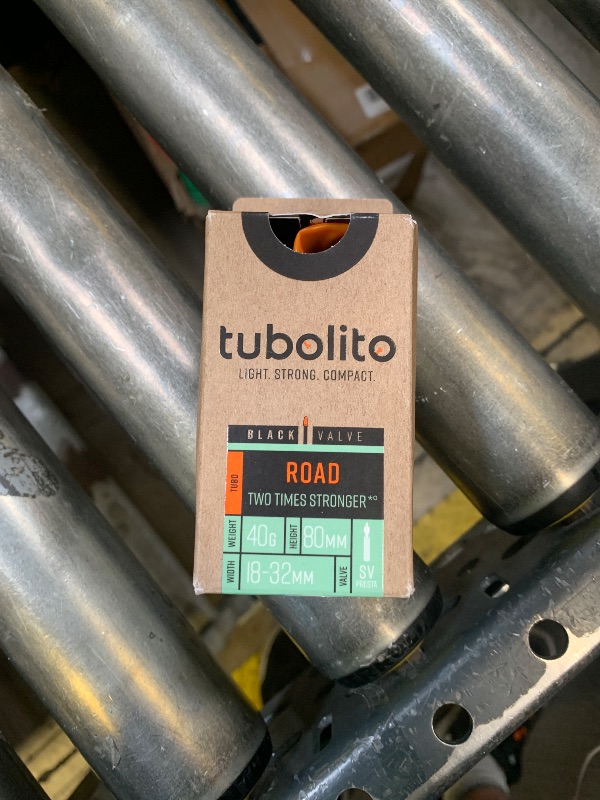 tubolito
LIGHT. STRONG. COMPACT.
BLACK VALVE
TUBO
ROAD
TWO TIMES STRONGER*¤
WEIGHT 40G HEIGHT 80MM
WIDTH 18-32MM VALVE SV
PRESTA